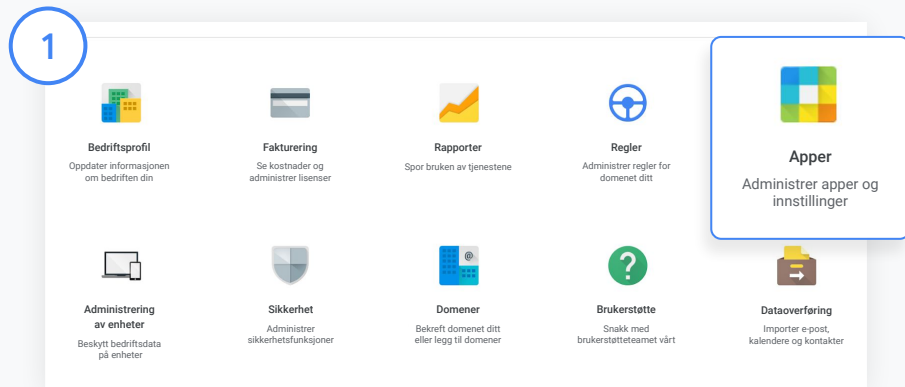 1
Bedriftsprofil
Oppdater informasjonen
om bedriften din
Fakturering
Se kostnader og
administrer lisenser
Rapporter
Spor bruken av tjenestene
Regler
Administrer regler for
domenet ditt
Apper
Administrer apper og
innstillinger
Administrering
av enheter
Beskytt bedriftsdata
på enheter
Sikkerhet
Administrer
sikkerhetsfunksjoner
@
Domener
Bekreft domenet ditt
eller legg til domener
?
Brukerstøtte
Snakk med
brukerstøtteteamet vårt
Dataoverføring
Importer e-post,
kalendere og kontakter